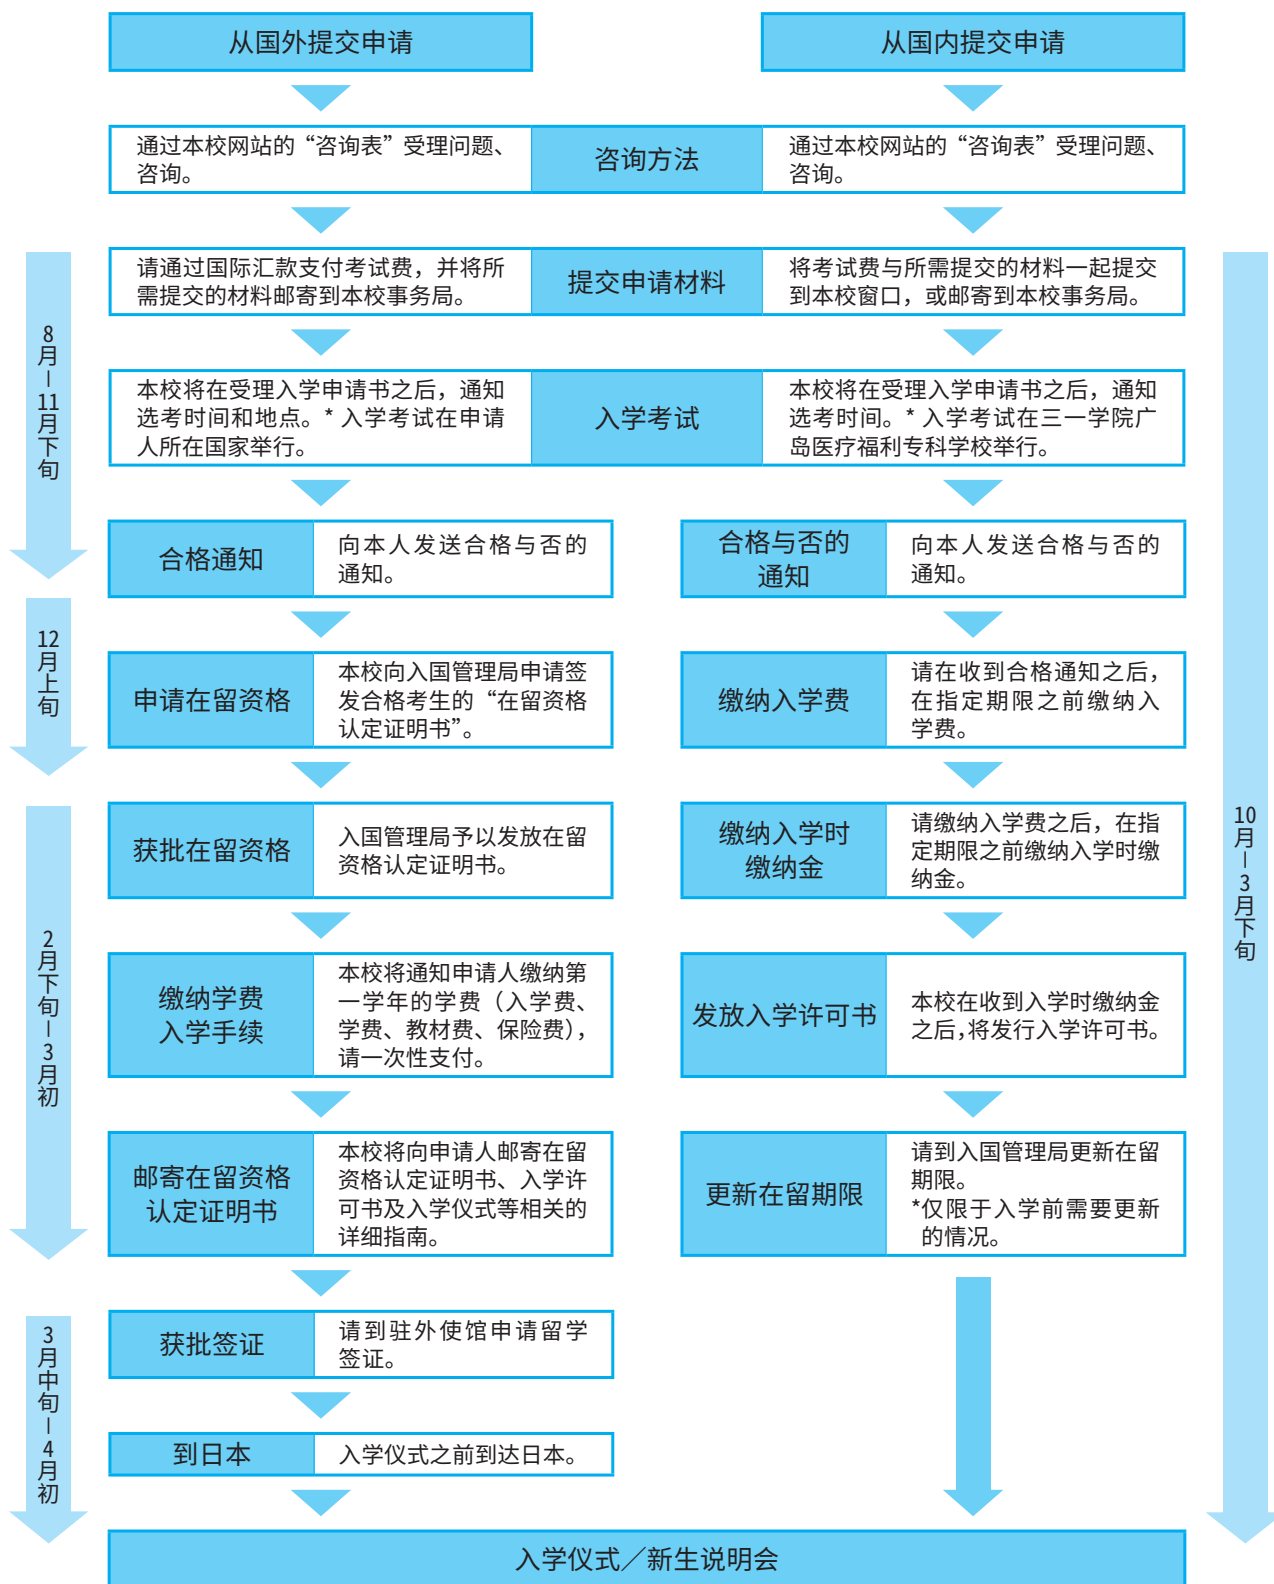 从国外提交申请
从国内提交申请
通过本校网站的“咨询表”受理问题、
咨询。
咨询方法
通过本校网站的“咨询表”受理问题、
咨询。
请通过国际汇款支付考试费，并将所
需提交的材料邮寄到本校事务局。
提交申请材料
将考试费与所需提交的材料一起提交
到本校窗口，或邮寄到本校事务局。
本校将在受理入学申请书之后，通知
选考时间和地点。* 入学考试在申请
人所在国家举行。
入学考试
本校将在受理入学申请书之后，通知
选考时间。* 入学考试在三一学院广
岛医疗福利专科学校举行。
8月－11月下旬
合格通知
向本人发送合格与否的
通知。
合格与否的
通知
向本人发送合格与否的
通知。
12月上旬
申请在留资格
本校向入国管理局申请签
发合格考生的“在留资格
认定证明书”。
缴纳入学费
请在收到合格通知之后，
在指定期限之前缴纳入
学费。
获批在留资格
入国管理局予以发放在留
资格认定证明书。
缴纳入学时
缴纳金
请缴纳入学费之后，在指
定期限之前缴纳入学时缴
纳金。
10月－3月下旬
2月下旬－3月初
缴纳学费
入学手续
本校将通知申请人缴纳第
一学年的学费（入学费、
学费、教材费、保险费），
请一次性支付。
发放入学许可书
本校在收到入学时缴纳金
之后，将发行入学许可书。
邮寄在留资格
认定证明书
本校将向申请人邮寄在留
资格认定证明书、入学许
可书及入学仪式等相关的
详细指南。
更新在留期限
请到入国管理局更新在留
期限。
*仅限于入学前需要更新
的情况。
3月中旬－4月初
获批签证
请到驻外使馆申请留学
签证。
到日本
入学仪式之前到达日本。
入学仪式／新生说明会